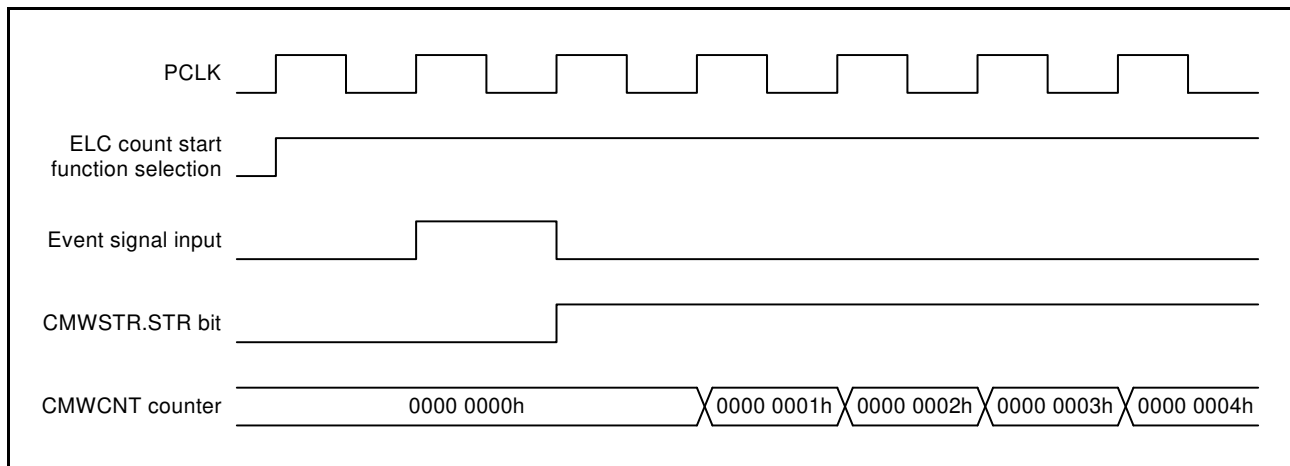 PCLK
ELC count start
function selection
Event signal input
CMWSTR.STR bit
CMWCNT counter
0000 0000h
0000 0001h
0000 0002h
0000 0003h
0000 0004h